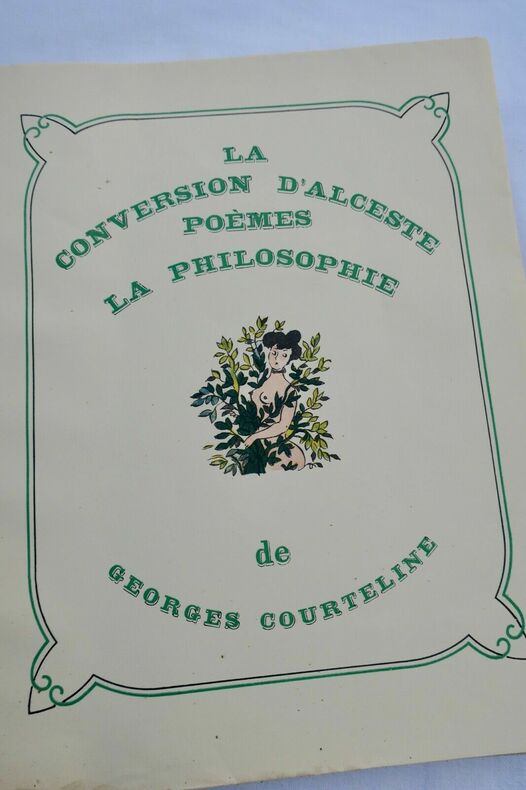 LA
CONVERSION D'ALCESTE
POÈMES
LA PHILOSOPHIE
de
GEORGES COURTELINE